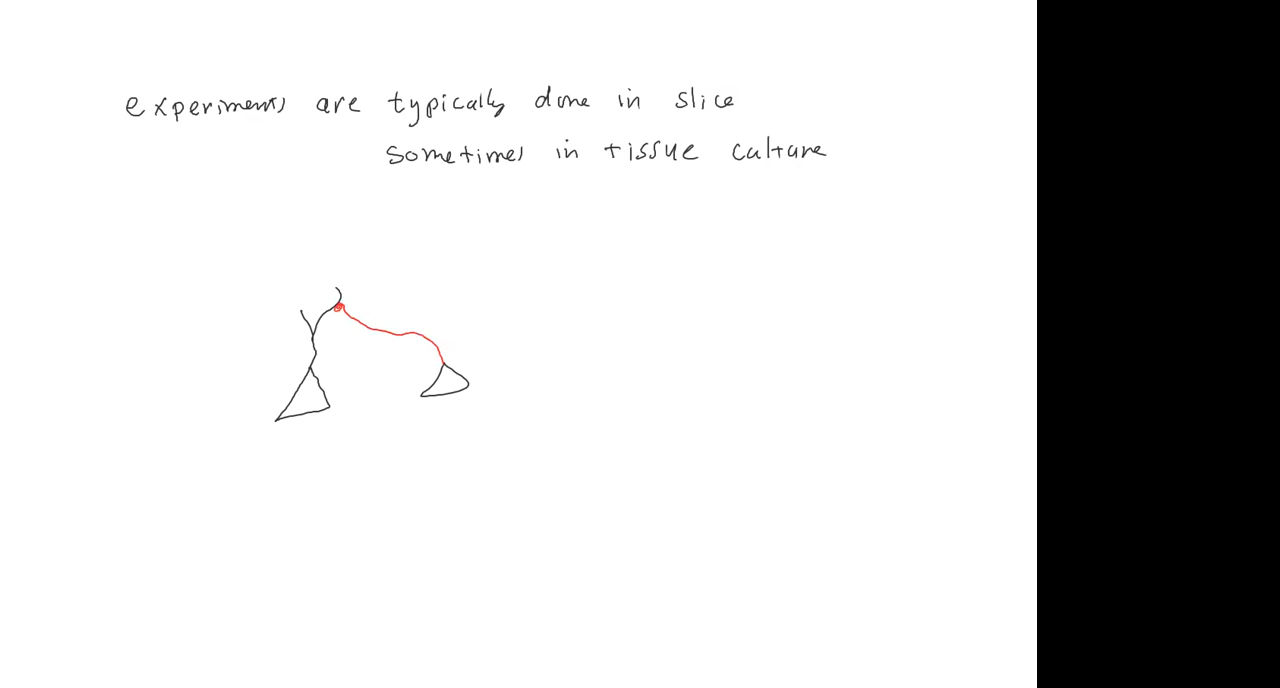 experiments are typically done in slice
sometimes in tissue culture